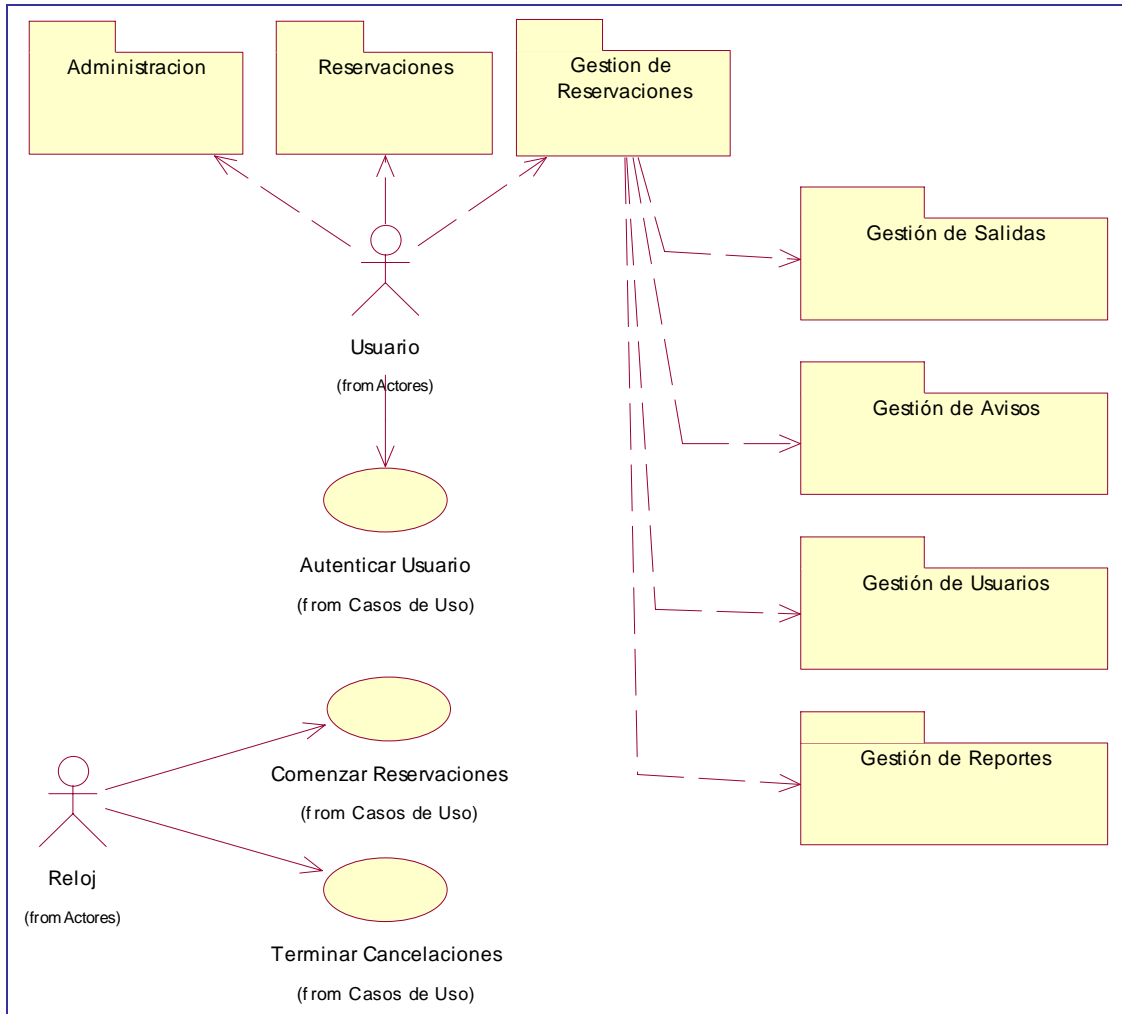 Administracion
Reservaciones
Gestion de
Reservaciones
Gestión de Salidas
Usuario
(from Actores)
Gestión de Avisos
Autenticar Usuario
(from Casos de Uso)
Gestión de Usuarios
Comenzar Reservaciones
(from Casos de Uso)
Gestión de Reportes
Reloj
(from Actores)
Terminar Cancelaciones
(from Casos de Uso)